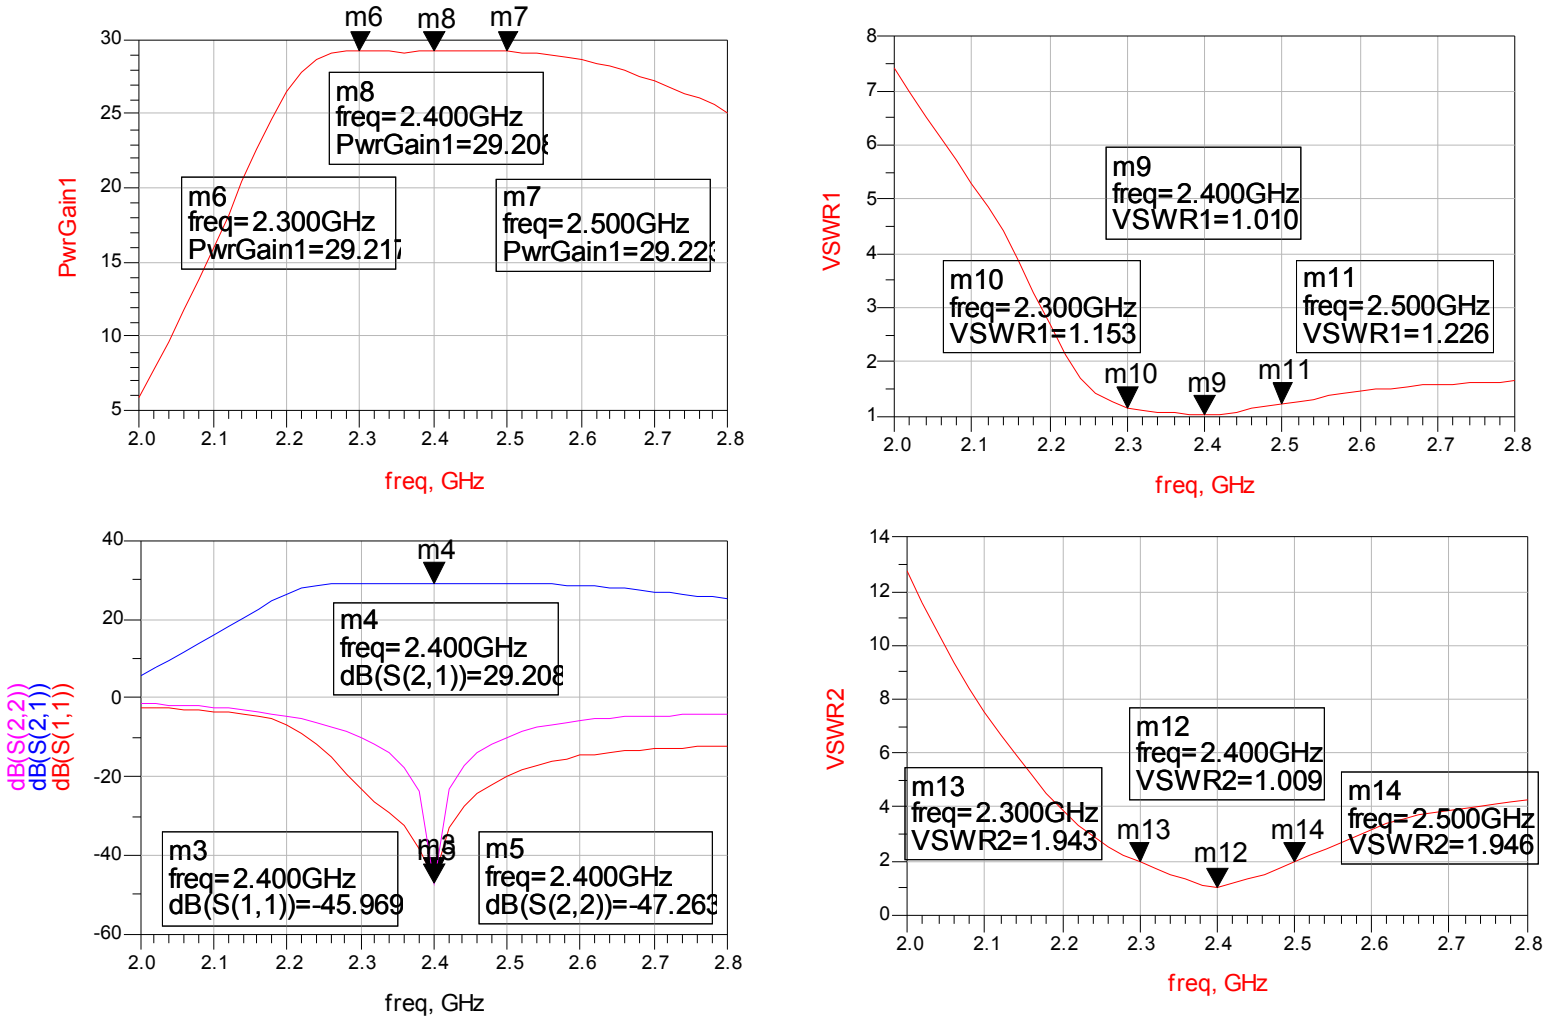 m6
m8
m7
30
25
20
15
10
5
PwrGain1
m8
freq=2.400GHz
PwrGain1=29.208
m6
freq=2.300GHz
PwrGain1=29.217
m7
freq=2.500GHz
PwrGain1=29.223
2.0
2.1
2.2
2.3
2.4
2.5
2.6
2.7
2.8
freq, GHz
8
7
6
5
4
3
2
1
VSWR1
m9
freq=2.400GHz
VSWR1=1.010
m10
freq=2.300GHz
VSWR1=1.153
m11
freq=2.500GHz
VSWR1=1.226
m10
m9
m11
2.0
2.1
2.2
2.3
2.4
2.5
2.6
2.7
2.8
freq, GHz
40
20
0
-20
-40
-60
dB(S(2,2))
dB(S(2,1))
dB(S(1,1))
m4
m4
freq=2.400GHz
dB(S(2,1))=29.208
m3
m5
m3
freq=2.400GHz
dB(S(1,1))=-45.969
m5
freq=2.400GHz
dB(S(2,2))=-47.263
2.0
2.1
2.2
2.3
2.4
2.5
2.6
2.7
2.8
freq, GHz
14
12
10
8
6
4
2
0
VSWR2
m12
freq=2.400GHz
VSWR2=1.009
m13
freq=2.300GHz
VSWR2=1.943
m14
freq=2.500GHz
VSWR2=1.946
m13
m12
m14
2.0
2.1
2.2
2.3
2.4
2.5
2.6
2.7
2.8
freq, GHz